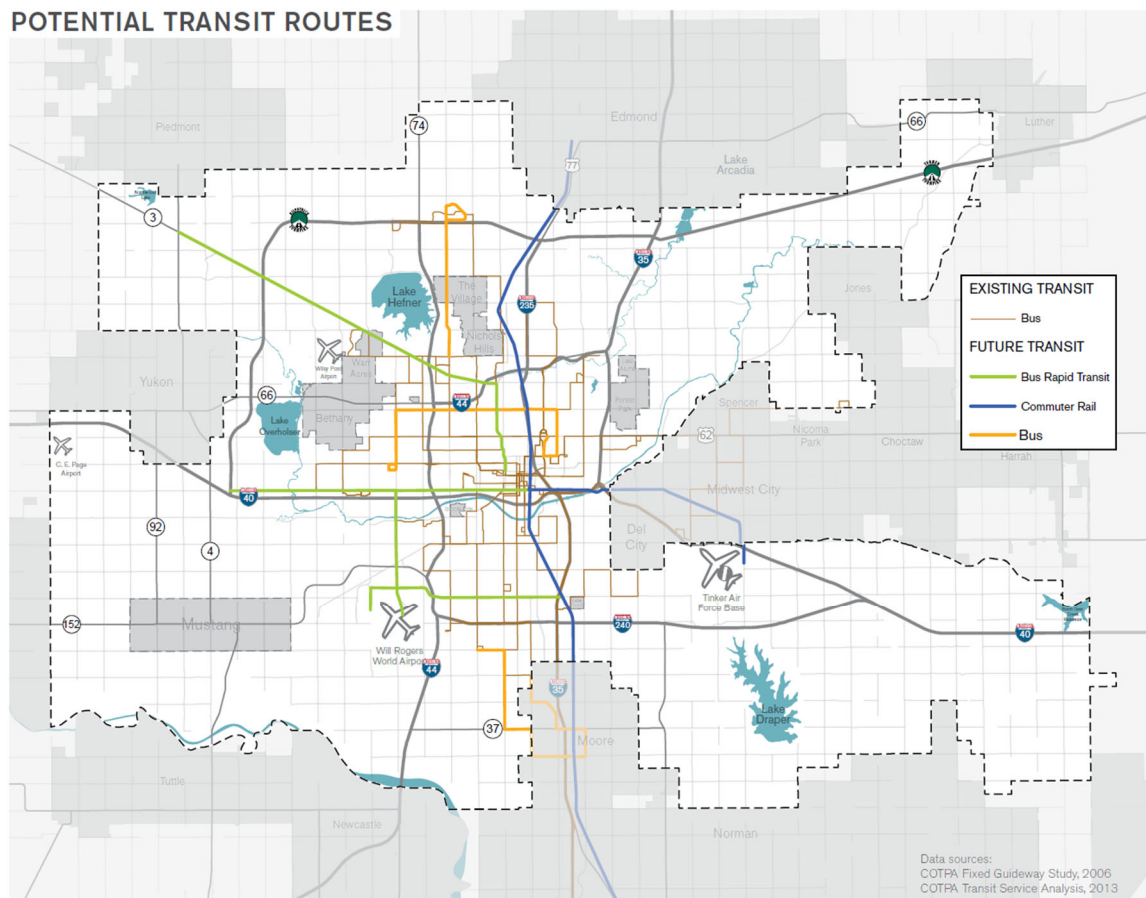 POTENTIAL TRANSIT ROUTES
Piedmont
74
Edmond
66
Luther
77
Lake
Arcadia
3
35
Lake
Hefner
The
Village
235
Jones
EXISTING TRANSIT
Bus
FUTURE TRANSIT
Bus Rapid Transit
Commuter Rail
Bus
Nichols
Hills
Wiley Post
Airport
Warr
Acres
Yukon
66
44
Bethany
Forest
Park
Spencer
Lake
Overholser
62
Nicoma
Park
Choctaw
Harrah
C. E. Page
Airport
40
Midwest City
92
4
Del
City
Tinker Air
Force Base
152
Mustang
240
40
Will Rogers
World Airport
44
35
Lake
Draper
37
Moore
Tuttle
Newcastle
Norman
Data sources:
COTPA Fixed Guideway Study, 2006
COTPA Transit Service Analysis, 2013